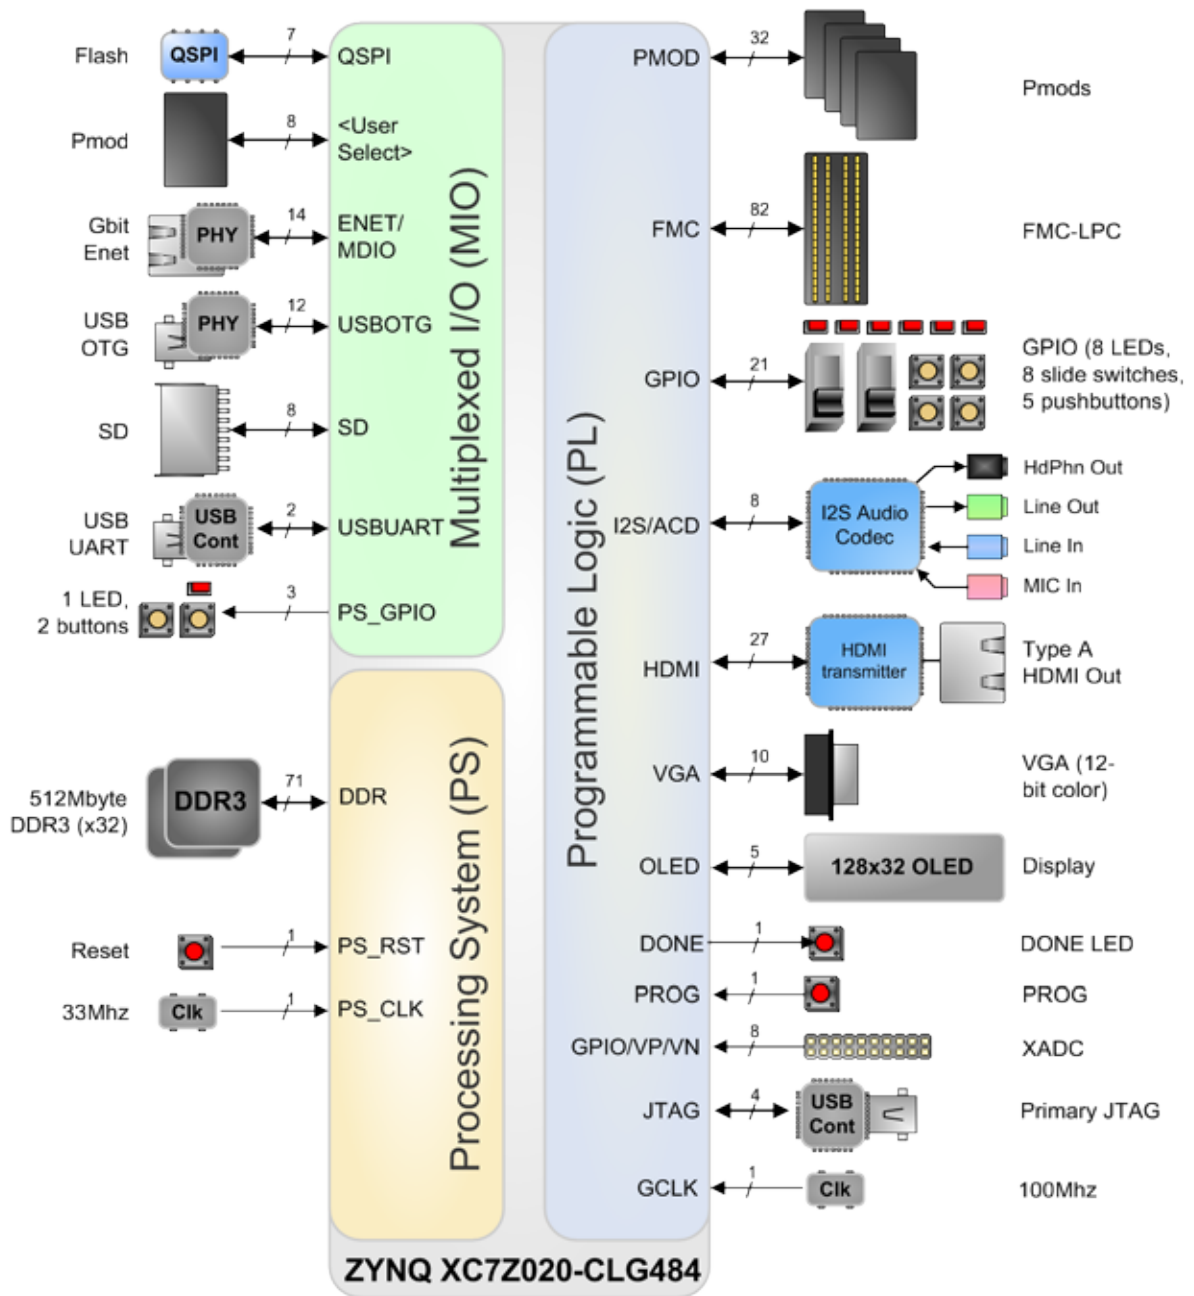 Flash
QSPI
7
QSPI
Pmod
8
<User
Select>
Gbit
Enet
PHY
14
ENET/
MDIO
USB
OTG
PHY
12
USBOTG
SD
8
SD
USB
UART
USB
Cont
2
USBUART
1 LED,
2 buttons
3
PS_GPIO
Multiplexed I/O (MIO)
512Mbyte
DDR3 (x32)
DDR3
71
DDR
Reset
1
PS_RST
33Mhz
Clk
1
PS_CLK
Processing System (PS)
Programmable Logic (PL)
PMOD
32
Pmods
FMC
82
FMC-LPC
GPIO
21
GPIO (8 LEDs,
8 slide switches,
5 pushbuttons)
I2S/ACD
8
I2S Audio
Codec
HdPhn Out
Line Out
Line In
MIC In
HDMI
27
HDMI
transmitter
Type A
HDMI Out
VGA
10
VGA (12-
bit color)
OLED
5
128x32 OLED
Display
DONE
1
DONE LED
PROG
1
PROG
GPIO/VP/VN
8
XADC
JTAG
4
USB
Cont
Primary JTAG
GCLK
1
Clk
100Mhz
ZYNQ XC7Z020-CLG484